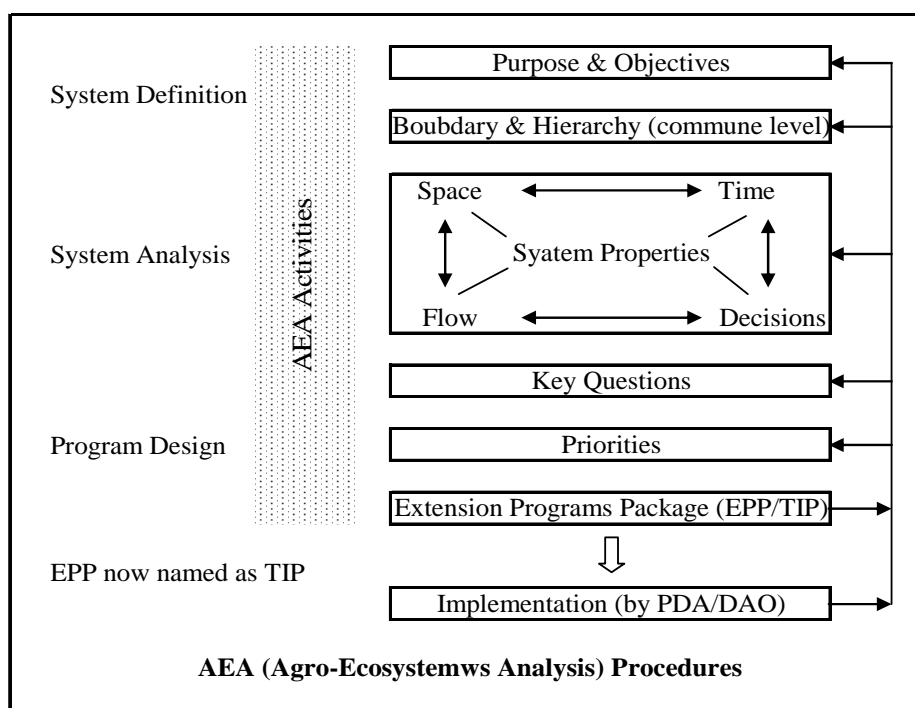 Purpose & Objectives
System Definition
Boubdary & Hierarchy (commune level)
AEA Activities
Space
Time
System Analysis
Syatem Properties
Flow
Decisions
Key Questions
Program Design
Priorities
Extension Programs Package (EPP/TIP)
EPP now named as TIP
Implementation (by PDA/DAO)
AEA (Agro-Ecosystemws Analysis) Procedures